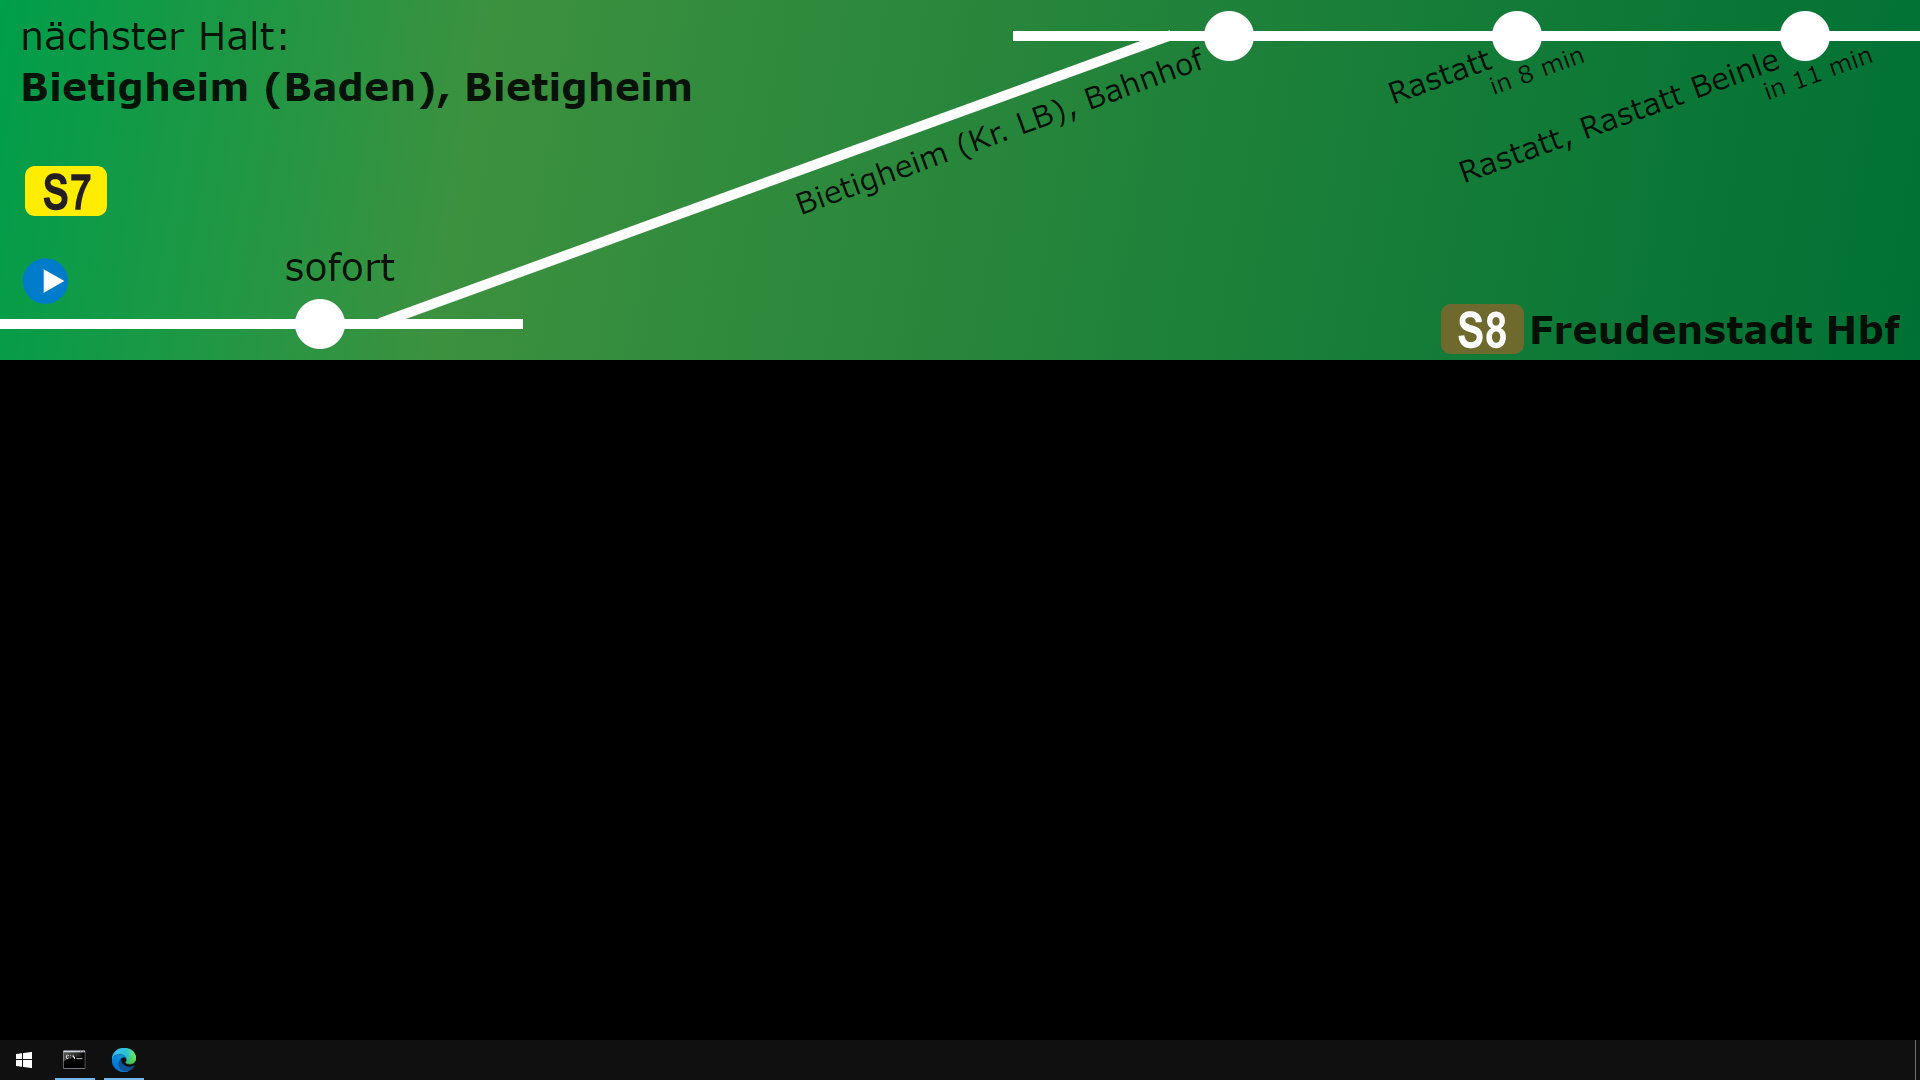 nächster Halt:
Bietigheim (Baden), Bietigheim
S7
sofort
Bietigheim (Kr. LB), Bahnhof
Rastatt
in 8 min
Rastatt, Rastatt Beinle
in 11 min
S8 Freudenstadt Hbf